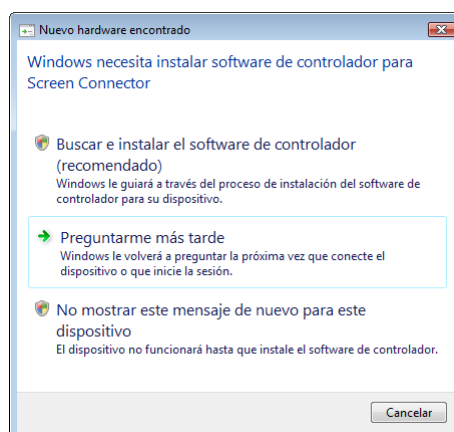 Nuevo hardware encontrado
Windows necesita instalar software de controlador para
Screen Connector
Buscar e instalar el software de controlador
(recomendado)
Windows le guiará a través del proceso de instalación del software de
controlador para su dispositivo.
Preguntarme más tarde
Windows le volverá a preguntar la próxima vez que conecte el
dispositivo o que inicie la sesión.
No mostrar este mensaje de nuevo para este
dispositivo
El dispositivo no funcionará hasta que instale el software de controlador.
Cancelar